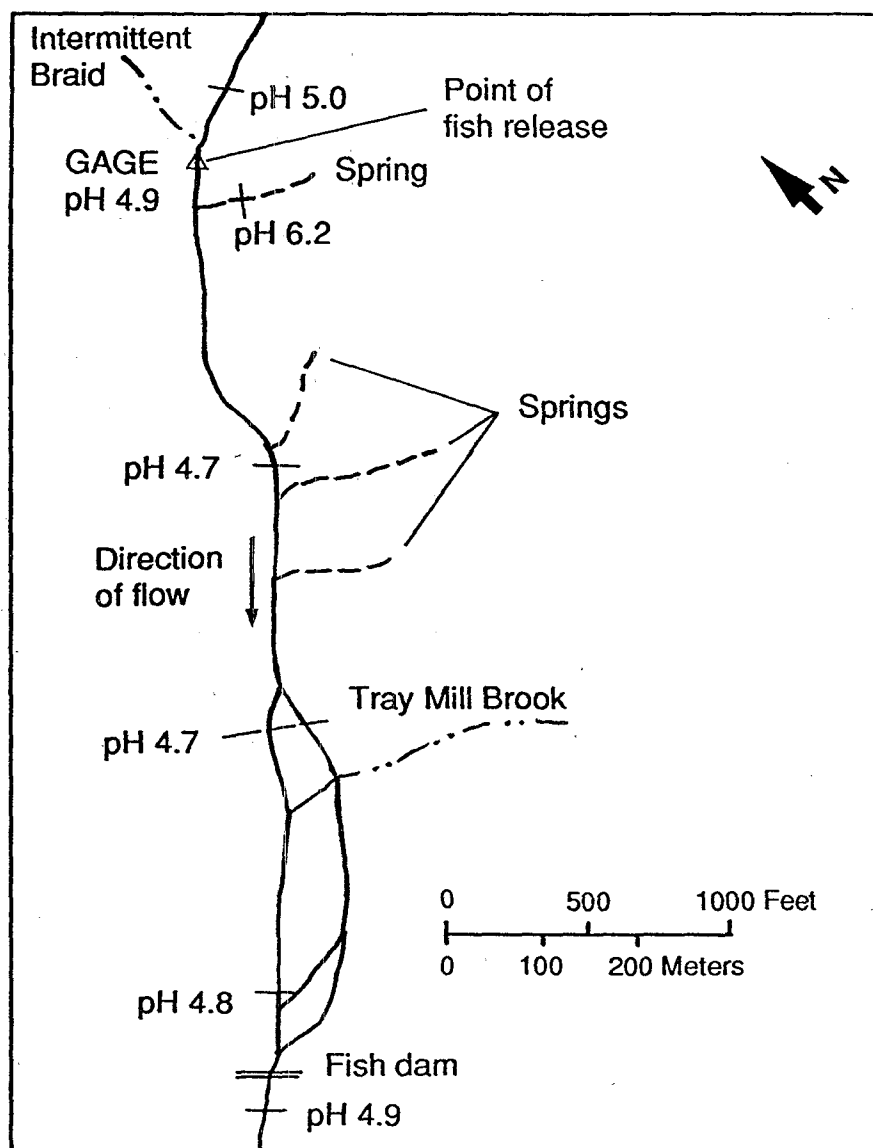 Intermittent
Braid
pH 5.0
Point of
fish release
GAGE
pH 4.9
Spring
pH 6.2
N
Springs
pH 4.7
Direction
of flow
Tray Mill Brook
pH 4.7
0 500 1000 Feet
0 100 200 Meters
pH 4.8
Fish dam
pH 4.9